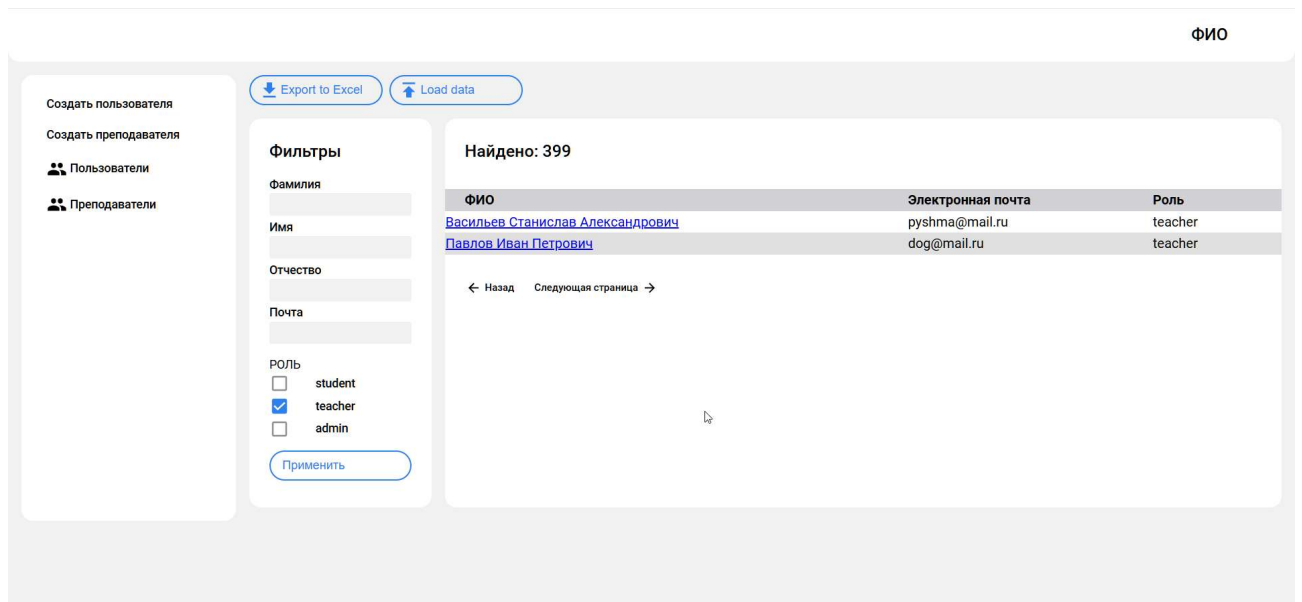 ФИО
Создать пользователя
Создать преподавателя
Пользователи
Преподаватели
Export to Excel
Load data
Фильтры
Фамилия
Имя
Отчество
Почта
РОЛЬ
student
teacher
admin
Применить
Найдено: 399
ФИО Электронная почта Роль
Васильев Станислав Александрович pyshma@mail.ru teacher
Павлов Иван Петрович dog@mail.ru teacher
Назад Следующая страница